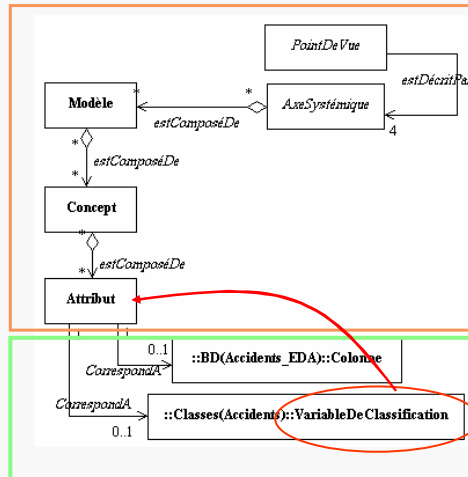 PointDeVue
estDécritPar
Modèle
*
*
AxeSystémique
estComposéDe
4
*
estComposéDe
*
Concept
*
estComposéDe
*
Attribut
0..1
::BD(Accidents_EDA)::Colonne
CorrespondA
CorrespondA
::Classes(Accidents)::VariableDeClassification
0..1